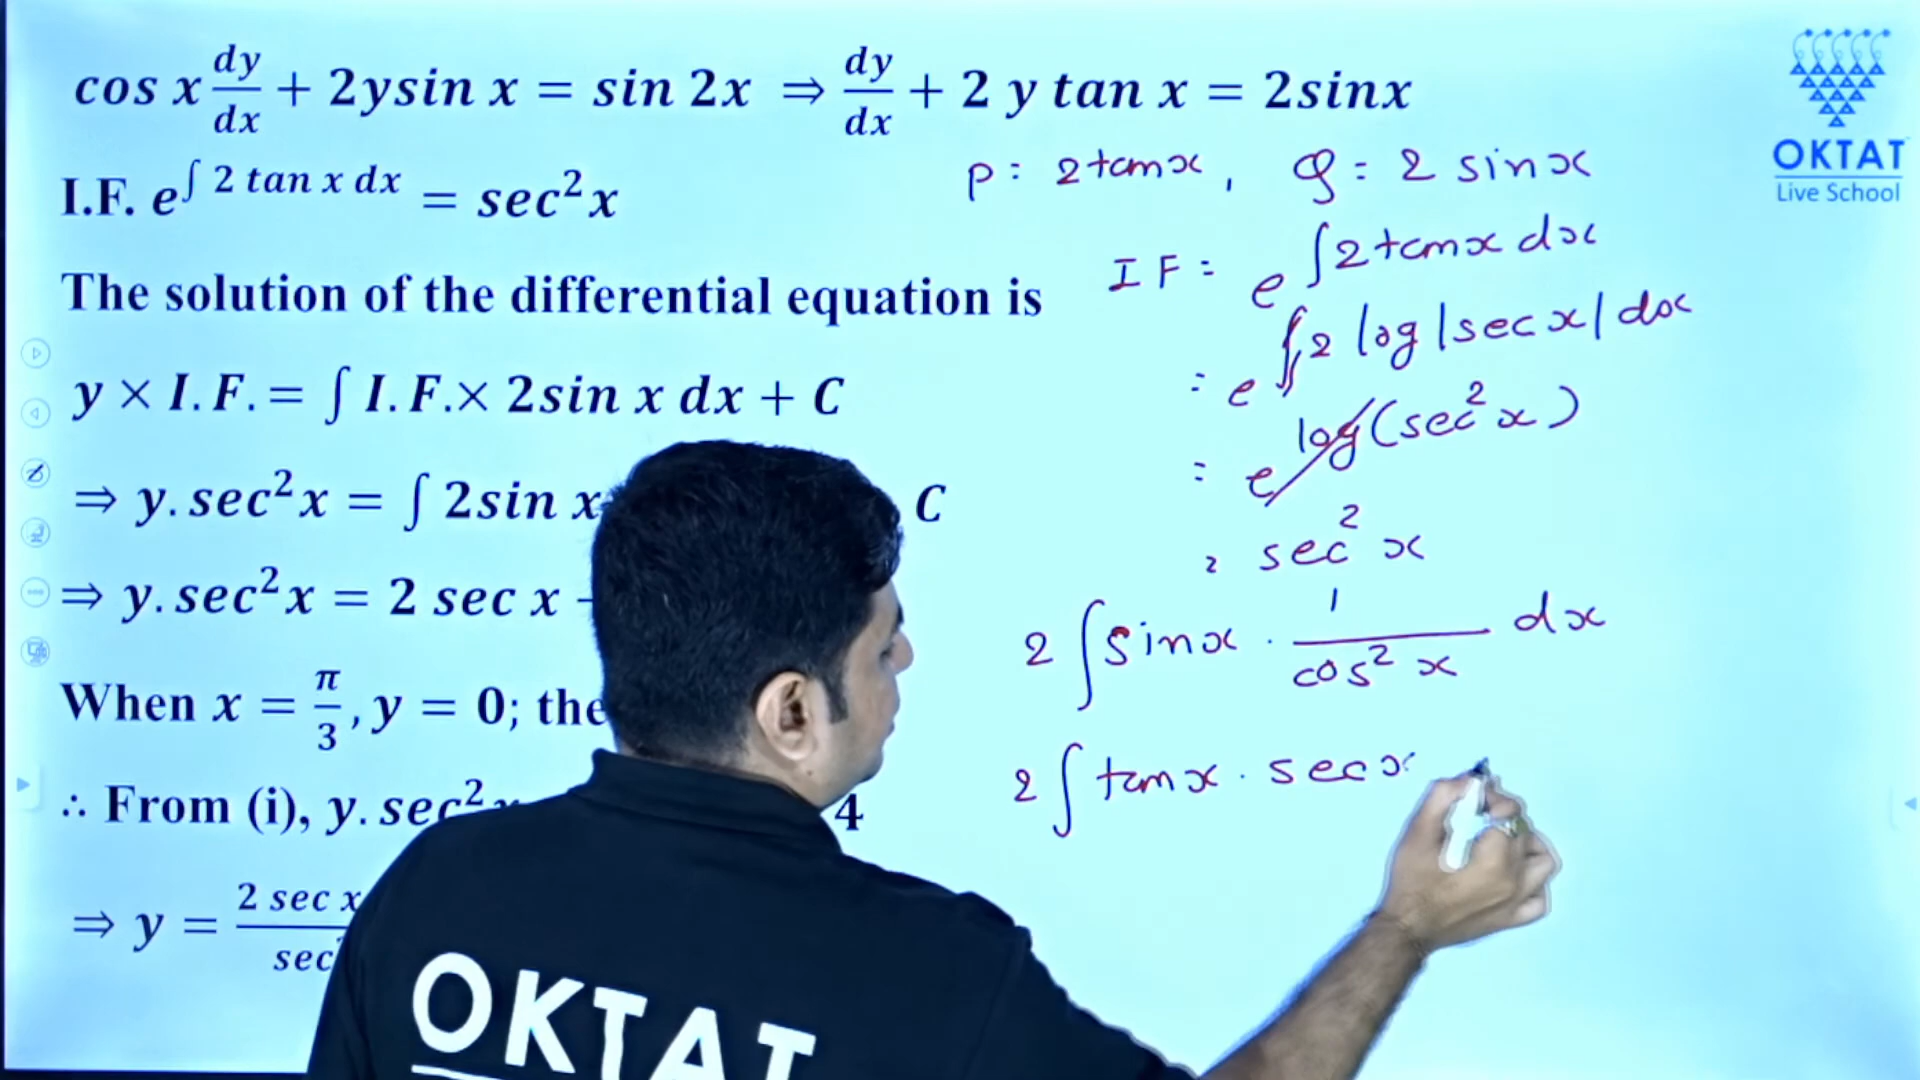 cos x dy/dx + 2ysin x = sin 2x ⇒ dy/dx + 2 y tan x = 2sinx
OKTAT
Live School
P = 2tanx, Q = 2 sinx
I.F. e^∫ 2 tan x dx = sec²x
IF = e^∫2tanx dx
The solution of the differential equation is
= e^∫2 log|secx| dx
y × I.F. = ∫ I.F.× 2sin x dx + C
= e^log(sec²x)
⇒ y.sec²x = ∫ 2sin x C
= sec²x
⇒ y.sec²x = 2 sec x
2∫sinx · 1/cos²x dx
When x = π/3, y = 0;
2∫tanx · secx
∴ From (i), y.sec² 4
⇒ y = 2 sec x / sec
OKTAT